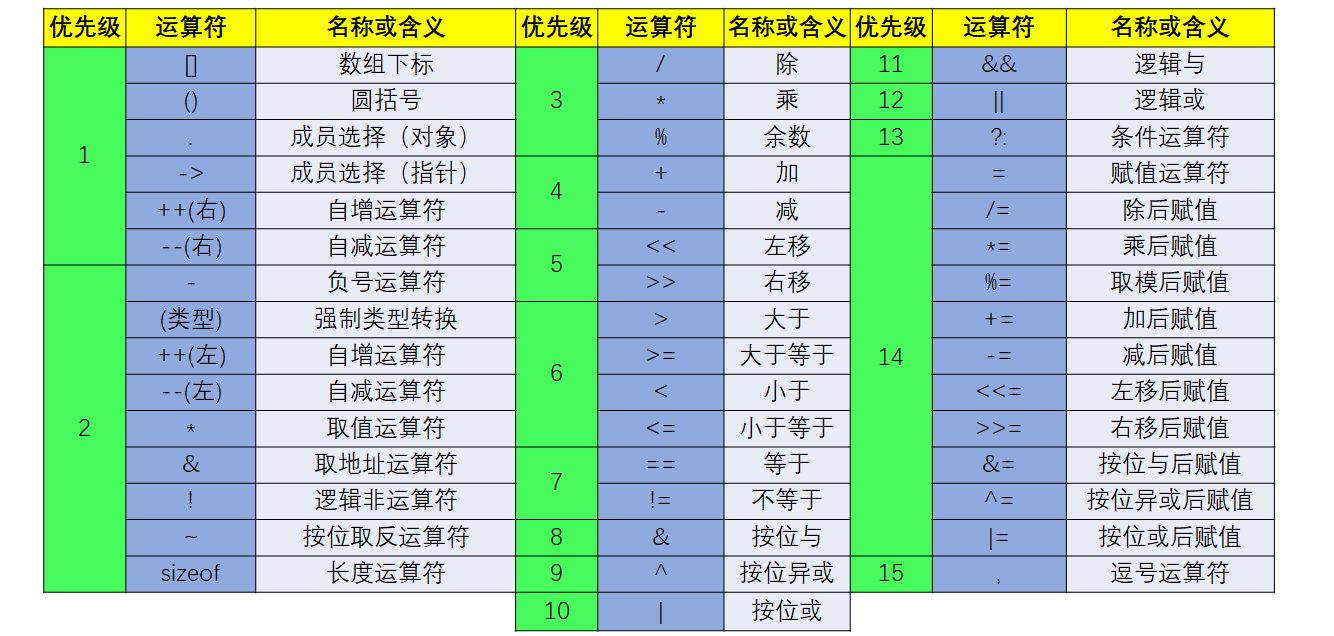 优先级 运算符 名称或含义 优先级 运算符 名称或含义 优先级 运算符 名称或含义
1 [] 数组下标 3 / 除 11 && 逻辑与
() 圆括号 * 乘 12 || 逻辑或
. 成员选择（对象） % 余数 13 ?: 条件运算符
-> 成员选择（指针） 4 + 加 14 = 赋值运算符
++(右) 自增运算符 - 减 /= 除后赋值
--(右) 自减运算符 5 << 左移 *= 乘后赋值
2 - 负号运算符 >> 右移 %= 取模后赋值
(类型) 强制类型转换 6 > 大于 += 加后赋值
++(左) 自增运算符 >= 大于等于 -= 减后赋值
--(左) 自减运算符 < 小于 <<= 左移后赋值
* 取值运算符 <= 小于等于 >>= 右移后赋值
& 取地址运算符 7 == 等于 &= 按位与后赋值
! 逻辑非运算符 != 不等于 ^= 按位异或后赋值
~ 按位取反运算符 8 & 按位与 |= 按位或后赋值
sizeof 长度运算符 9 ^ 按位异或 15 , 逗号运算符
10 | 按位或